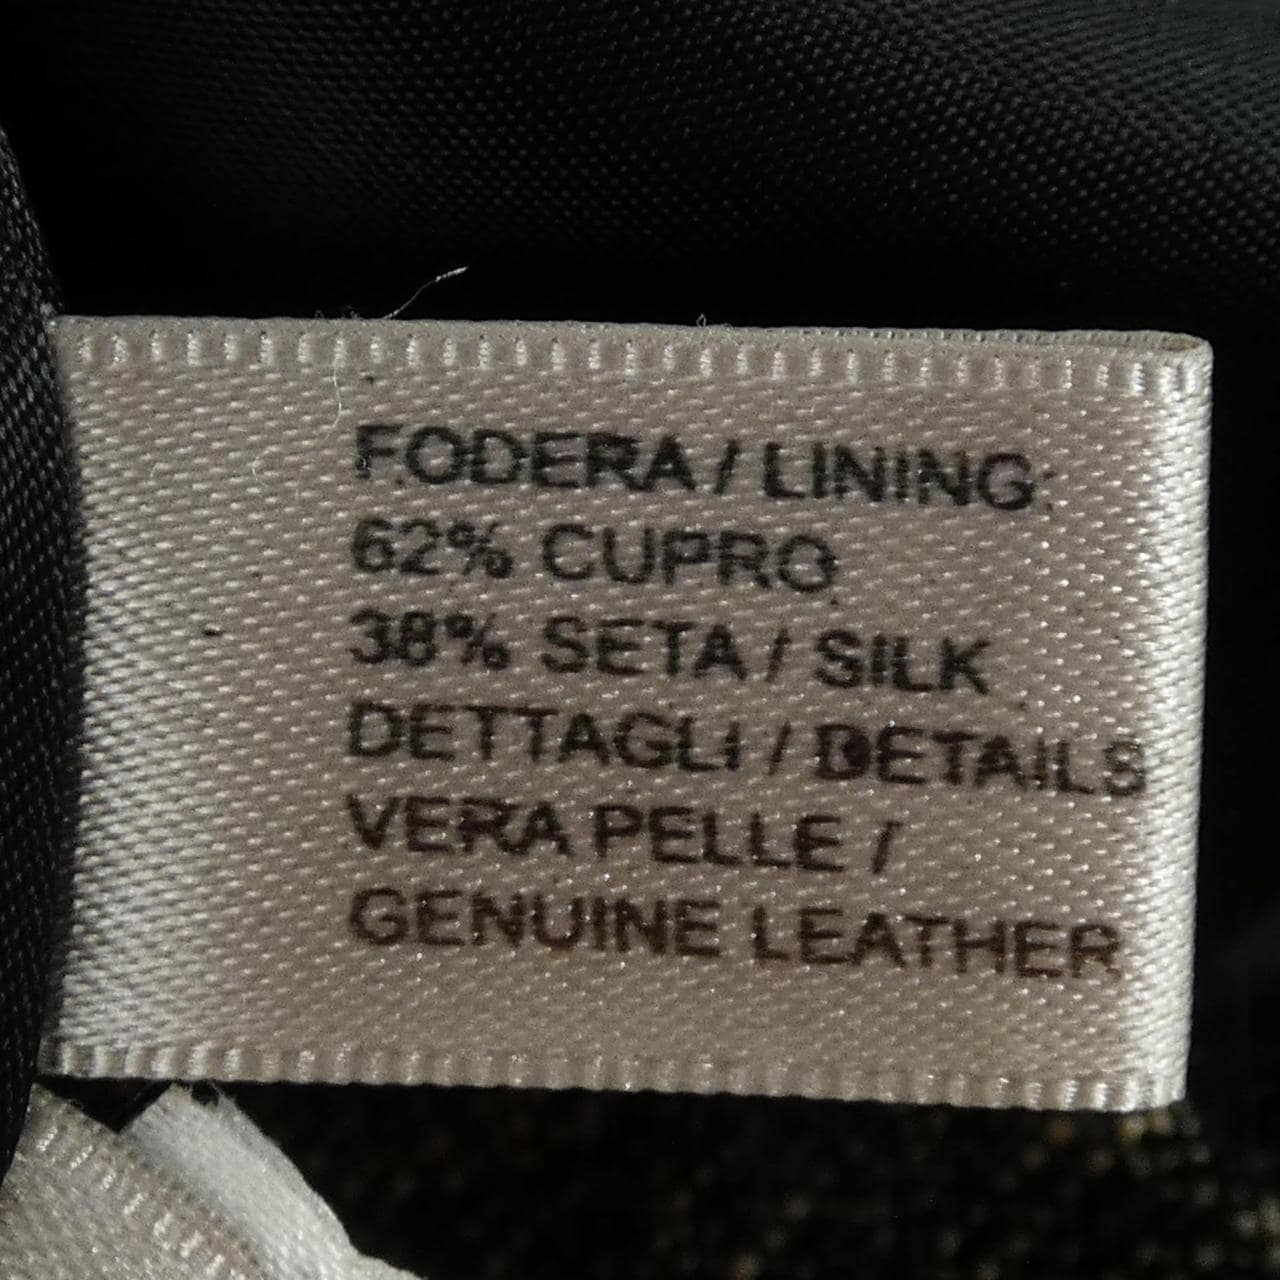 FODERA / LINING:
62% CUPRO
38% SETA / SILK
DETTAGLI / DETAILS
VERA PELLE /
GENUINE LEATHER